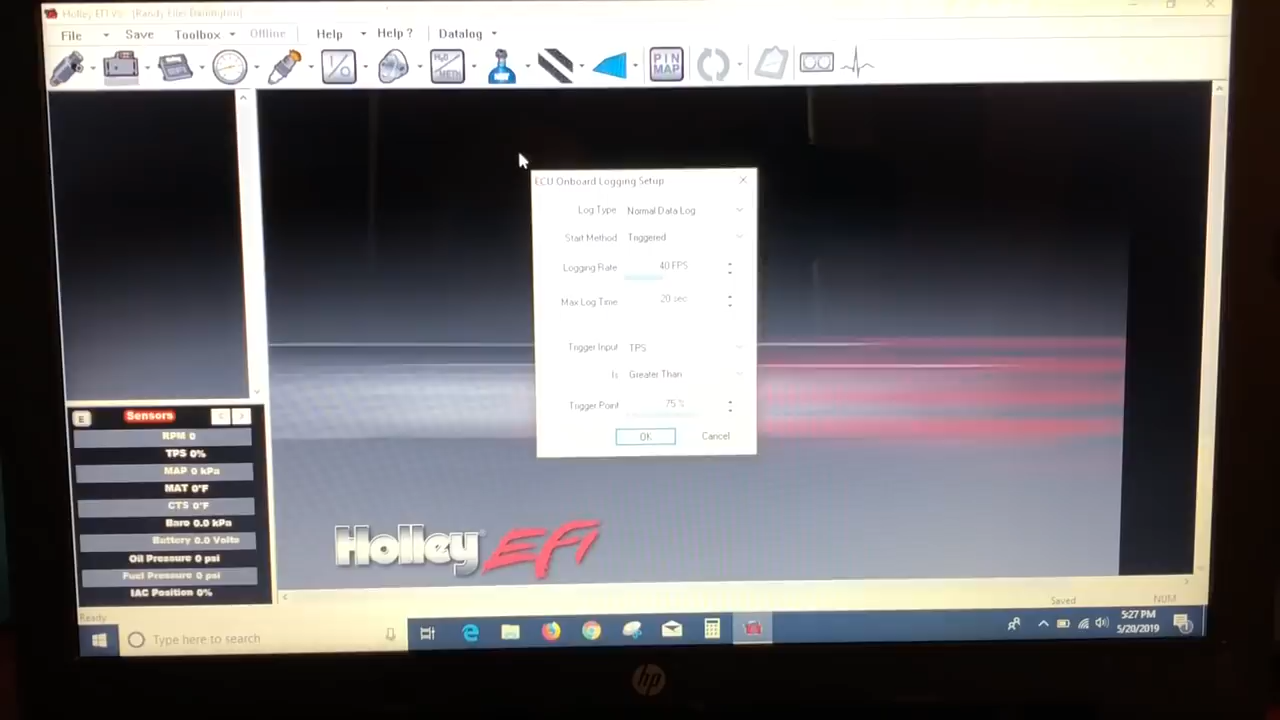 Holley EFI
File Save Toolbox Offline Help Help ? Datalog
I/O H2O METH PIN MAP
ECU Onboard Logging Setup
Log Type Normal Data Log
Start Method Triggered
Logging Rate 40 FPS
Max Log Time 20 sec
Trigger Input TPS
Is Greater Than
Trigger Point 75%
OK Cancel
E Sensors < >
RPM 0
TPS 0%
MAP 0 kPa
MAT 0°F
CTS 0°F
Baro 0.0 kPa
Battery 0.0 Volts
Oil Pressure 0 psi
Fuel Pressure 0 psi
IAC Position 0%
Holley EFI
Ready Saved NUM
Type here to search
5:27 PM
5/20/2019
1
hp